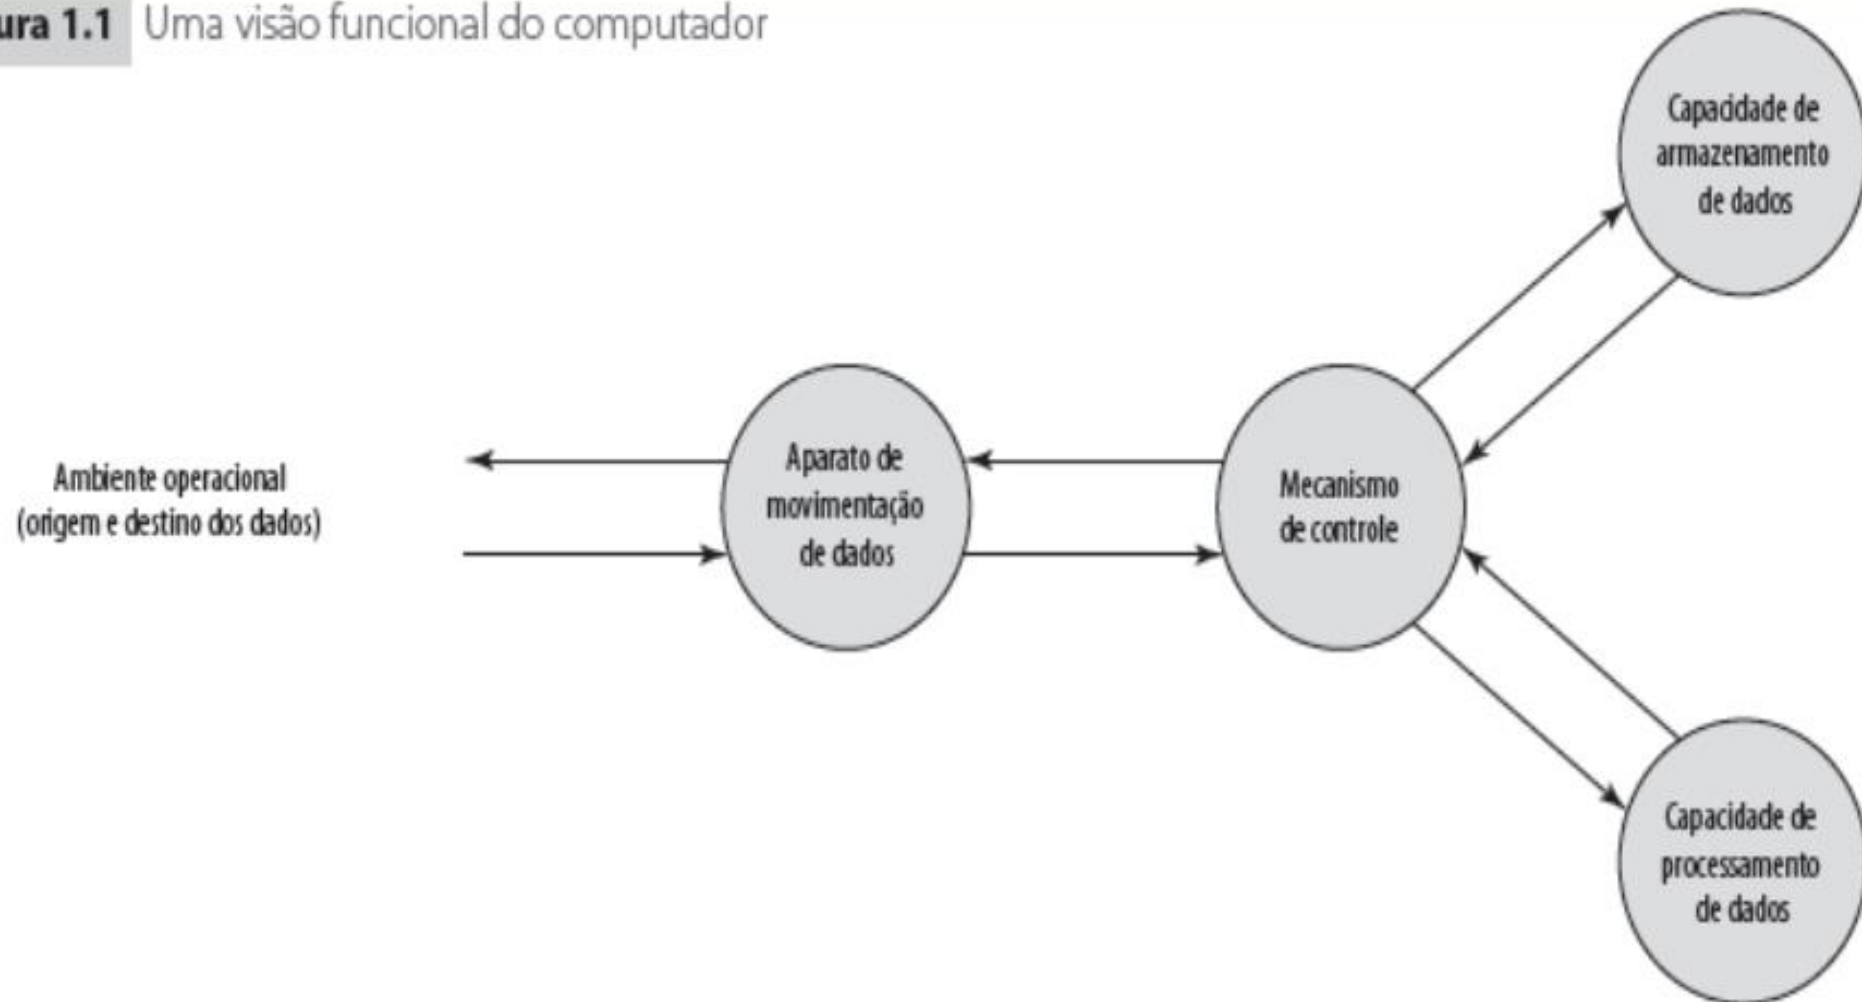 ura 1.1 Uma visão funcional do computador
Capacidade de
armazenamento
de dados
Ambiente operacional
(origem e destino dos dados)
Aparato de
movimentação
de dados
Mecanismo
de controle
Capacidade de
processamento
de dados